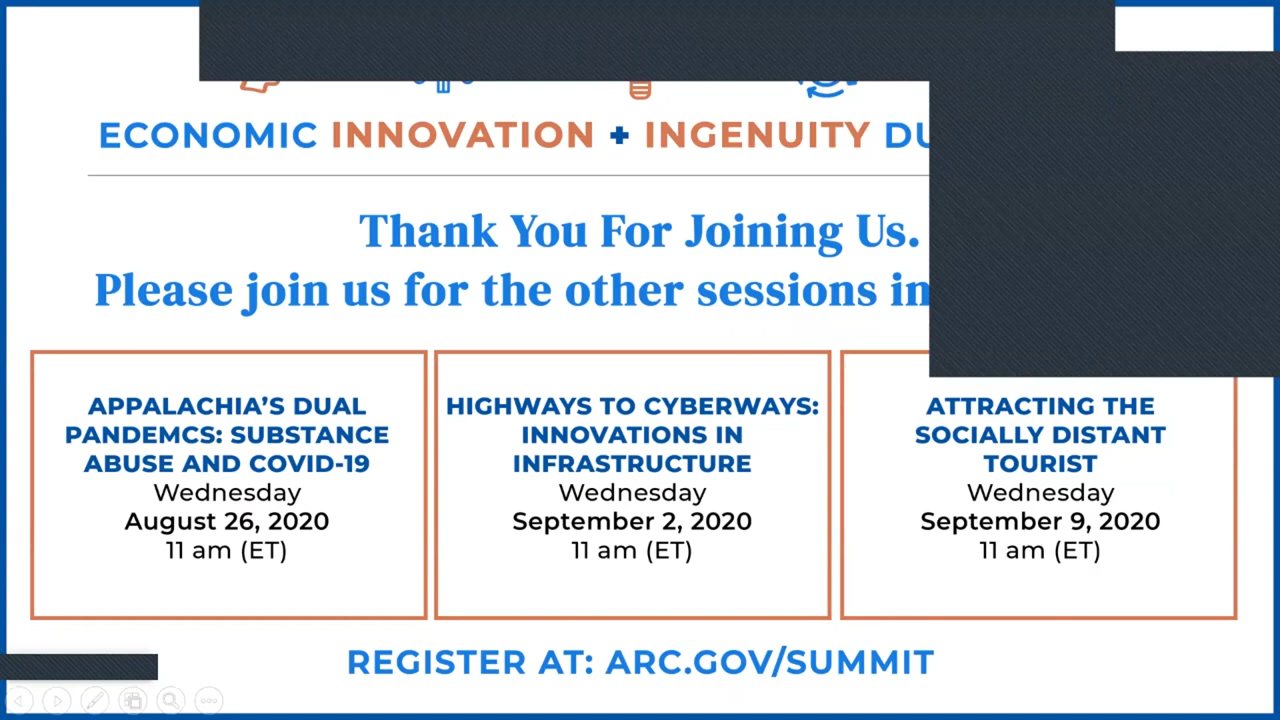 ECONOMIC INNOVATION + INGENUITY
Thank You For Joining Us.
Please join us for the other sessions in
APPALACHIA'S DUAL
PANDEMCS: SUBSTANCE
ABUSE AND COVID-19
Wednesday
August 26, 2020
11 am (ET)
HIGHWAYS TO CYBERWAYS:
INNOVATIONS IN
INFRASTRUCTURE
Wednesday
September 2, 2020
11 am (ET)
ATTRACTING THE
SOCIALLY DISTANT
TOURIST
Wednesday
September 9, 2020
11 am (ET)
REGISTER AT: ARC.GOV/SUMMIT